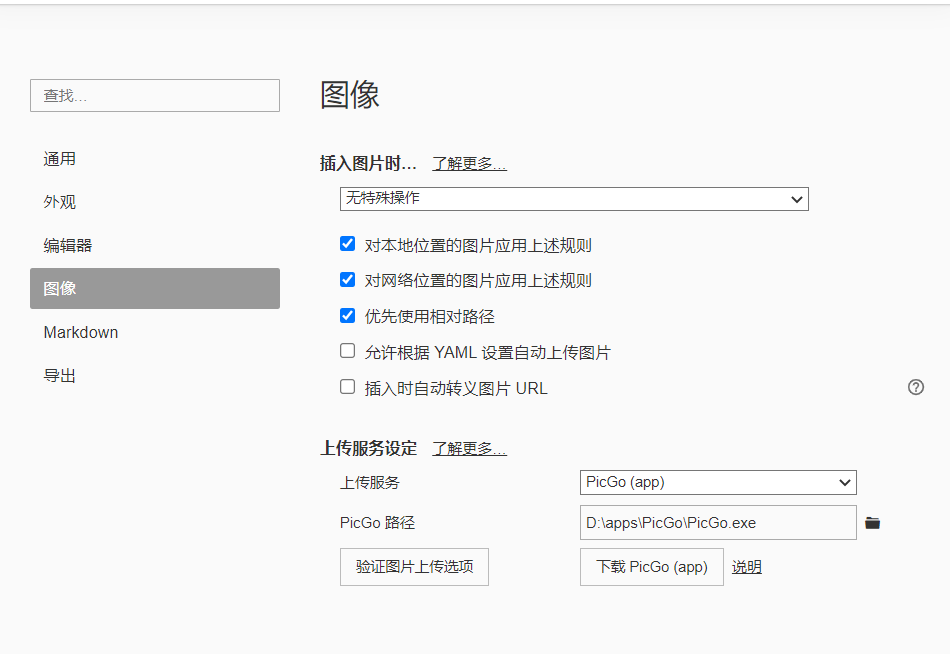 查找...
通用
外观
编辑器
图像
Markdown
导出
图像
插入图片时... 了解更多...
无特殊操作
对本地位置的图片应用上述规则
对网络位置的图片应用上述规则
优先使用相对路径
允许根据 YAML 设置自动上传图片
插入时自动转义图片 URL
?
上传服务设定 了解更多...
上传服务 PicGo (app)
PicGo 路径 D:\apps\PicGo\PicGo.exe
验证图片上传选项 下载 PicGo (app) 说明